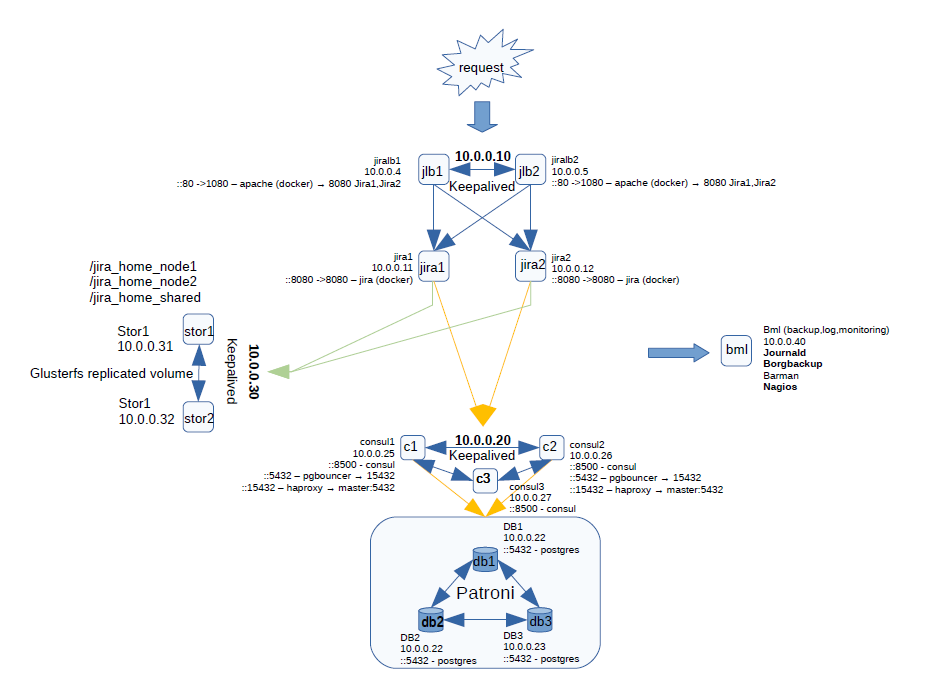 request
10.0.0.10
jlb1
jlb2
Keepalived
jiralb1
10.0.0.4
::80 ->1080 – apache (docker) → 8080 Jira1,Jira2
jiralb2
10.0.0.5
::80 ->1080 – apache (docker) → 8080 Jira1,Jira2
jira1
10.0.0.11
::8080 ->8080 – jira (docker)
jira1
jira2
jira2
10.0.0.12
::8080 ->8080 – jira (docker)
/jira_home_node1
/jira_home_node2
/jira_home_shared
Stor1
10.0.0.31
stor1
Glusterfs replicated volume
Stor1
10.0.0.32
stor2
10.0.0.30
Keepalived
bml
Bml (backup,log,monitoring)
10.0.0.40
Journald
Borgbackup
Barman
Nagios
consul1
10.0.0.25
::8500 - consul
::5432 – pgbouncer → 15432
::15432 – haproxy → master:5432
c1
10.0.0.20
Keepalived
c2
c3
consul2
10.0.0.26
::8500 - consul
::5432 – pgbouncer → 15432
::15432 – haproxy → master:5432
consul3
10.0.0.27
::8500 - consul
DB1
10.0.0.22
::5432 - postgres
db1
Patroni
db2
db3
DB2
10.0.0.22
::5432 - postgres
DB3
10.0.0.23
::5432 - postgres